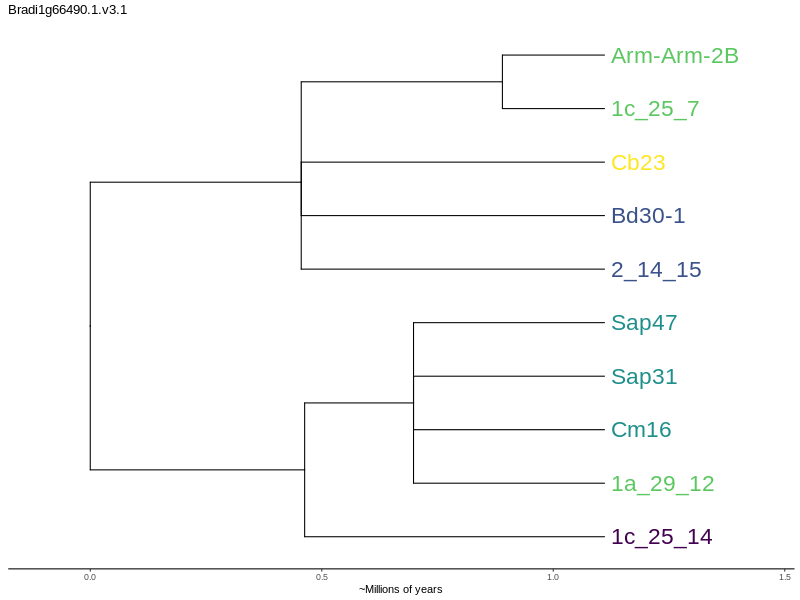 Bradi1g66490.1.v3.1
Arm-Arm-2B
1c_25_7
Cb23
Bd30-1
2_14_15
Sap47
Sap31
Cm16
1a_29_12
1c_25_14
0.0 0.5 1.0 1.5
~Millions of years